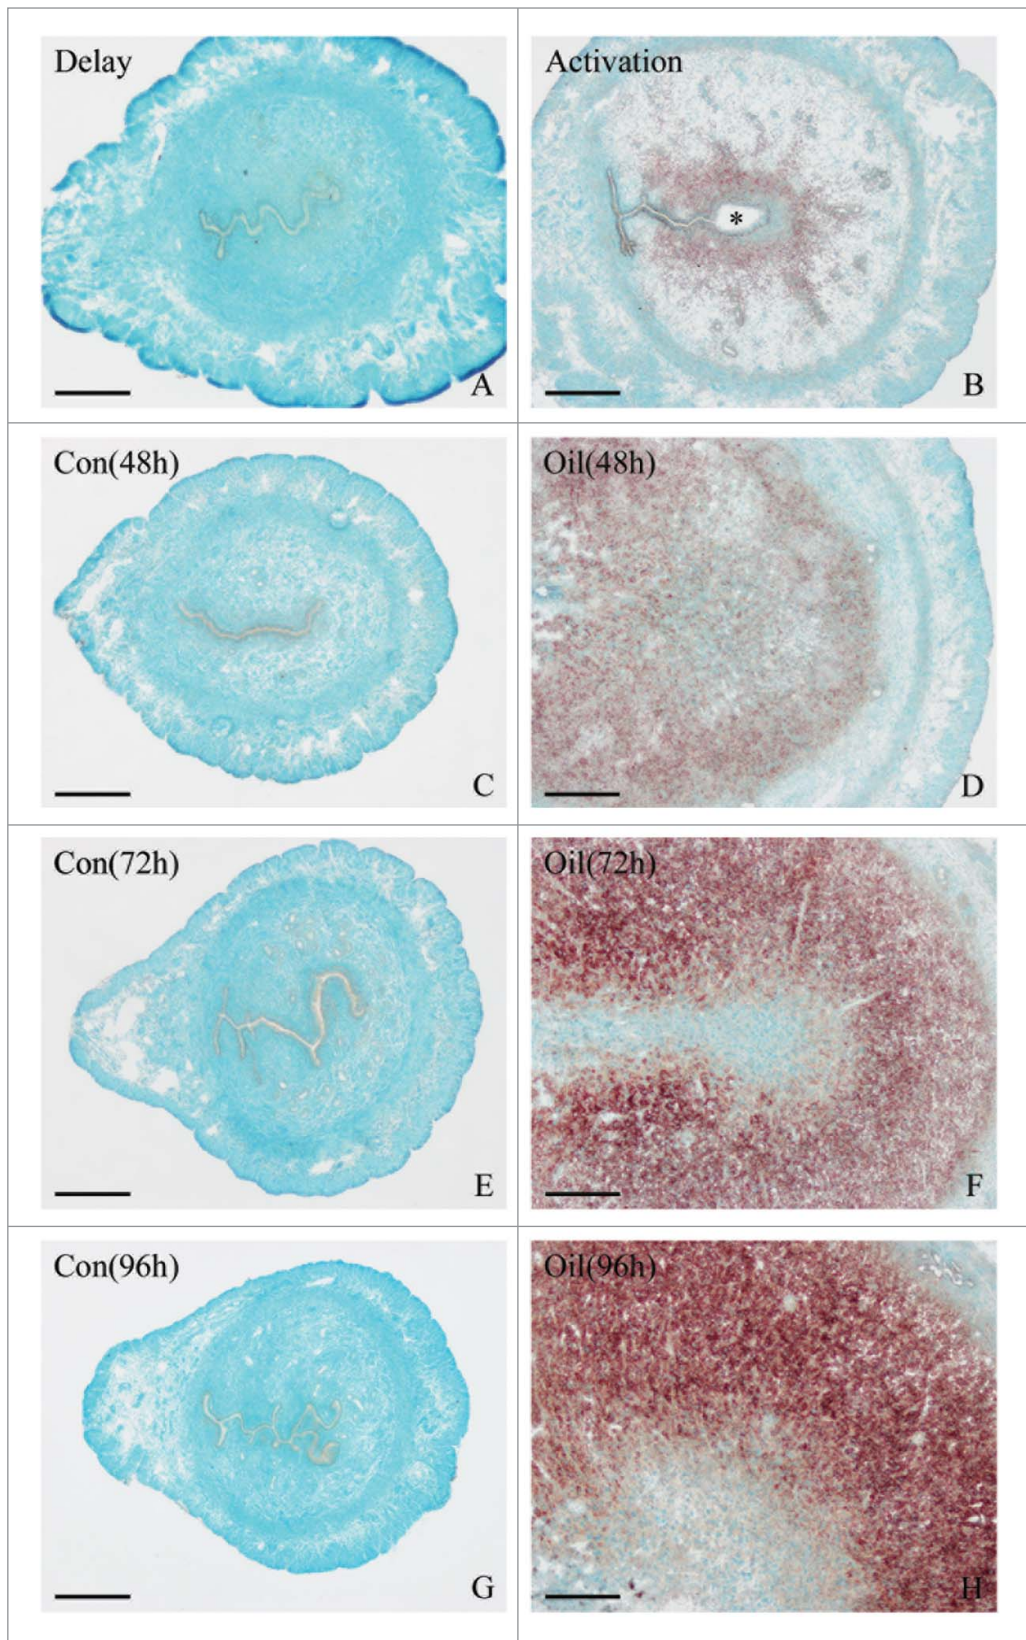 Delay
A
Activation
*
B
Con(48h)
C
Oil(48h)
D
Con(72h)
E
Oil(72h)
F
Con(96h)
G
Oil(96h)
H